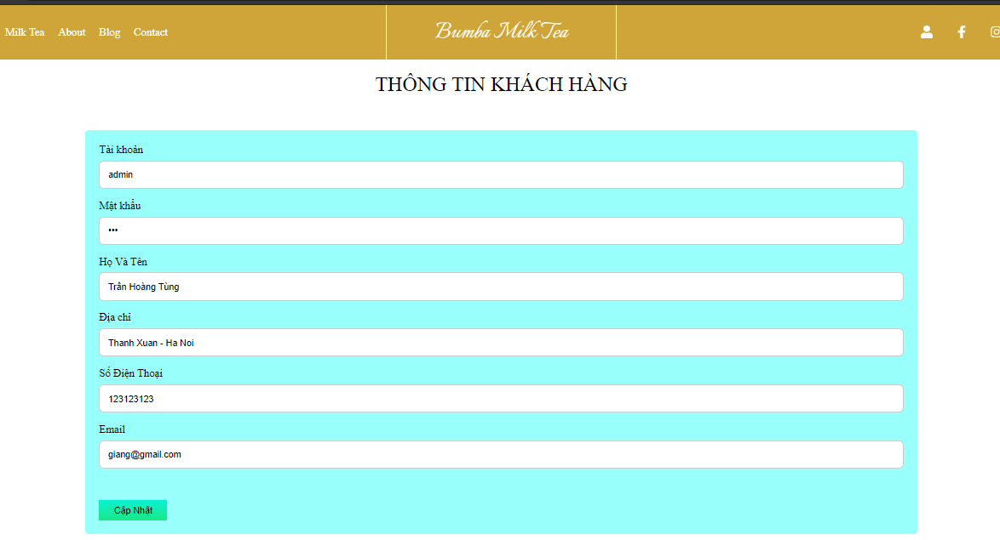 Milk Tea About Blog Contact Bumba Milk Tea
THÔNG TIN KHÁCH HÀNG
Tài khoản
admin
Mật khẩu
•••
Họ Và Tên
Trần Hoàng Tùng
Địa chỉ
Thanh Xuan - Ha Noi
Số Điện Thoại
123123123
Email
giang@gmail.com
Cập Nhật